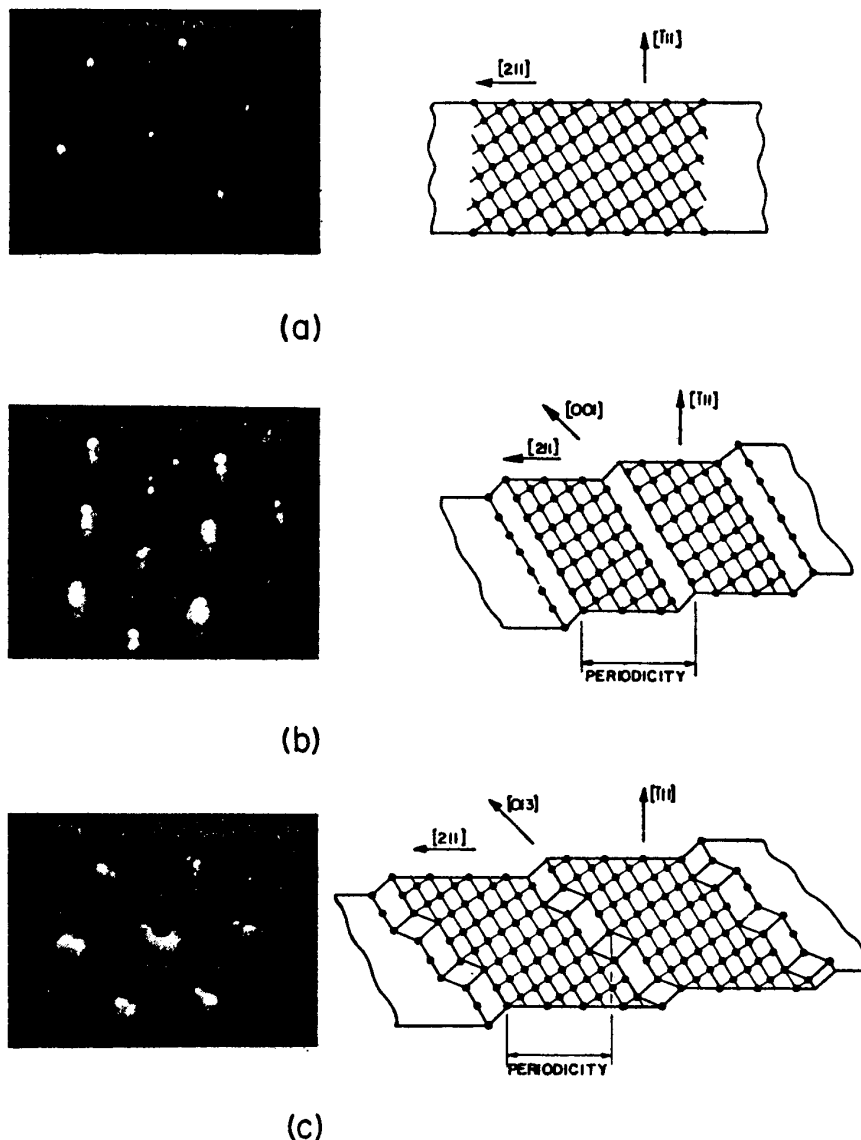 [211]
[1̄11]
(a)
[001]
[1̄11]
[211]
PERIODICITY
(b)
[013]
[1̄11]
[211]
PERIODICITY
(c)